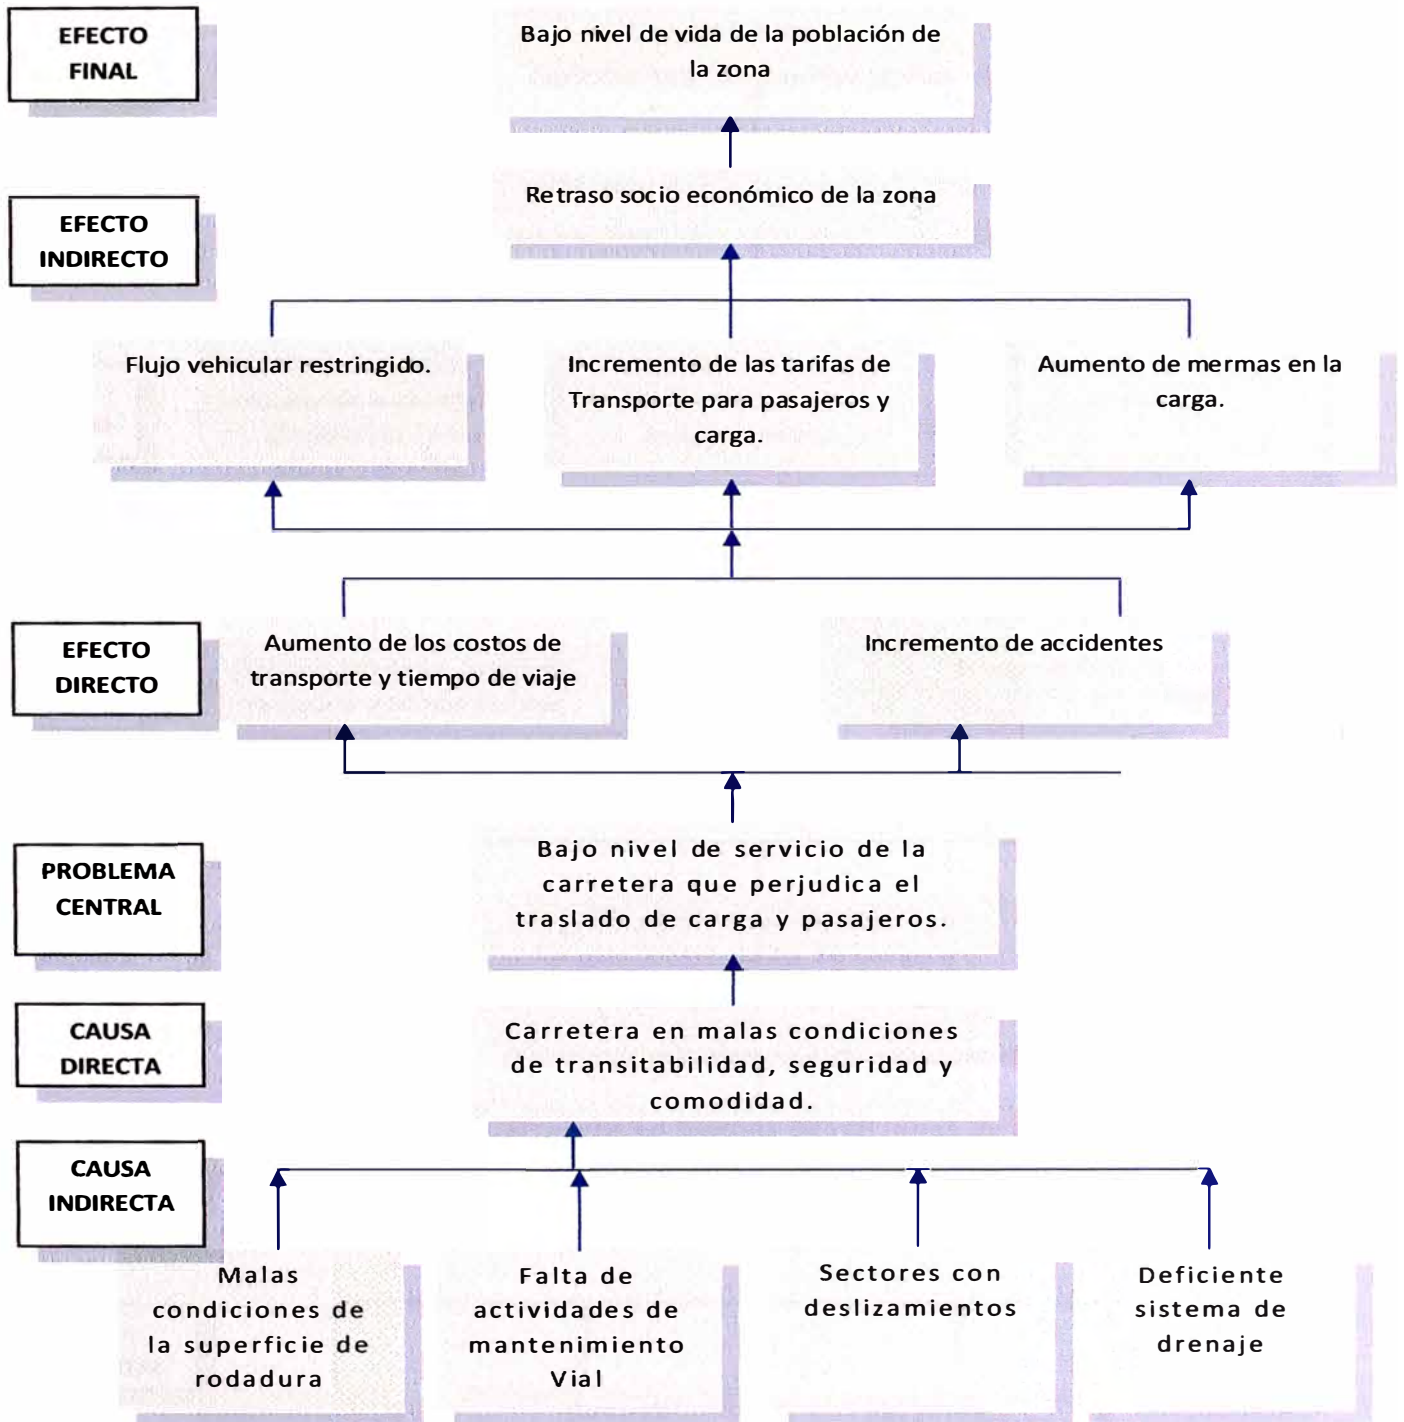 EFECTO
FINAL
Bajo nivel de vida de la población de
la zona
Retraso socio económico de la zona
EFECTO
INDIRECTO
Flujo vehicular restringido.
Incremento de las tarifas de
Transporte para pasajeros y
carga.
Aumento de mermas en la
carga.
EFECTO
DIRECTO
Aumento de los costos de
transporte y tiempo de viaje
Incremento de accidentes
PROBLEMA
CENTRAL
Bajo nivel de servicio de la
carretera que perjudica el
traslado de carga y pasajeros.
CAUSA
DIRECTA
Carretera en malas condiciones
de transitabilidad, seguridad y
comodidad.
CAUSA
INDIRECTA
Malas
condiciones de
la superficie de
rodadura
Falta de
actividades de
mantenimiento
Vial
Sectores con
deslizamientos
Deficiente
sistema de
drenaje